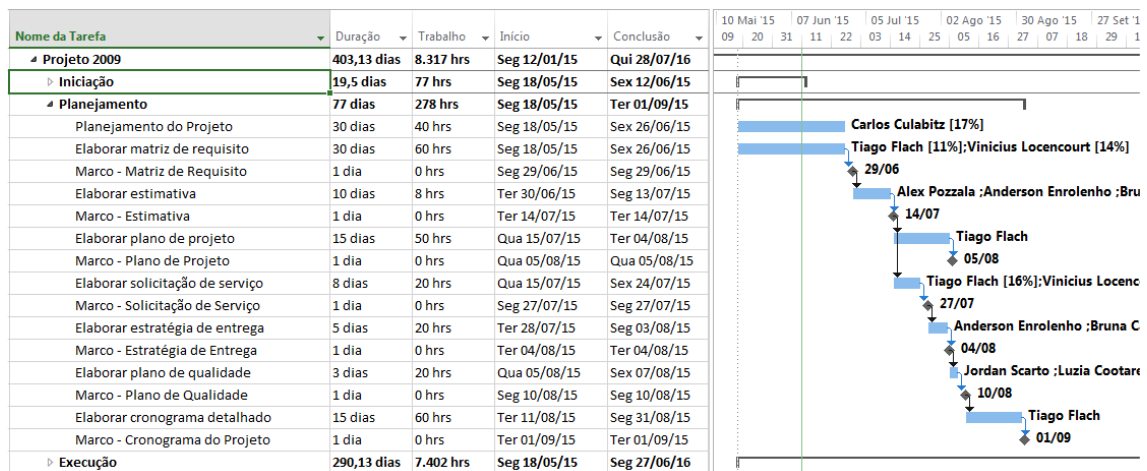 10 Mai '15 07 Jun '15 05 Jul '15 02 Ago '15 30 Ago '15 27 Set '1
Nome da Tarefa Duração Trabalho Início Conclusão 09 20 31 11 22 03 14 25 05 16 27 07 18 29 1
Projeto 2009 403,13 dias 8.317 hrs Seg 12/01/15 Qui 28/07/16
Iniciação 19,5 dias 77 hrs Seg 18/05/15 Sex 12/06/15
Planejamento 77 dias 278 hrs Seg 18/05/15 Ter 01/09/15
Planejamento do Projeto 30 dias 40 hrs Seg 18/05/15 Sex 26/06/15 Carlos Culabitz [17%]
Elaborar matriz de requisito 30 dias 60 hrs Seg 18/05/15 Sex 26/06/15 Tiago Flach [11%];Vinicius Locencourt [14%]
Marco - Matriz de Requisito 1 dia 0 hrs Seg 29/06/15 Seg 29/06/15 29/06
Elaborar estimativa 10 dias 8 hrs Ter 30/06/15 Seg 13/07/15 Alex Pozzala ;Anderson Enrolenho ;Bru
Marco - Estimativa 1 dia 0 hrs Ter 14/07/15 Ter 14/07/15 14/07
Elaborar plano de projeto 15 dias 50 hrs Qua 15/07/15 Ter 04/08/15 Tiago Flach
Marco - Plano de Projeto 1 dia 0 hrs Qua 05/08/15 Qua 05/08/15 05/08
Elaborar solicitação de serviço 8 dias 20 hrs Qua 15/07/15 Sex 24/07/15 Tiago Flach [16%];Vinicius Locenc
Marco - Solicitação de Serviço 1 dia 0 hrs Seg 27/07/15 Seg 27/07/15 27/07
Elaborar estratégia de entrega 5 dias 20 hrs Ter 28/07/15 Seg 03/08/15 Anderson Enrolenho ;Bruna C
Marco - Estratégia de Entrega 1 dia 0 hrs Ter 04/08/15 Ter 04/08/15 04/08
Elaborar plano de qualidade 3 dias 20 hrs Qua 05/08/15 Sex 07/08/15 Jordan Scarto ;Luzia Cootare
Marco - Plano de Qualidade 1 dia 0 hrs Seg 10/08/15 Seg 10/08/15 10/08
Elaborar cronograma detalhado 15 dias 60 hrs Ter 11/08/15 Seg 31/08/15 Tiago Flach
Marco - Cronograma do Projeto 1 dia 0 hrs Ter 01/09/15 Ter 01/09/15 01/09
Execução 290,13 dias 7.402 hrs Seg 18/05/15 Seg 27/06/16